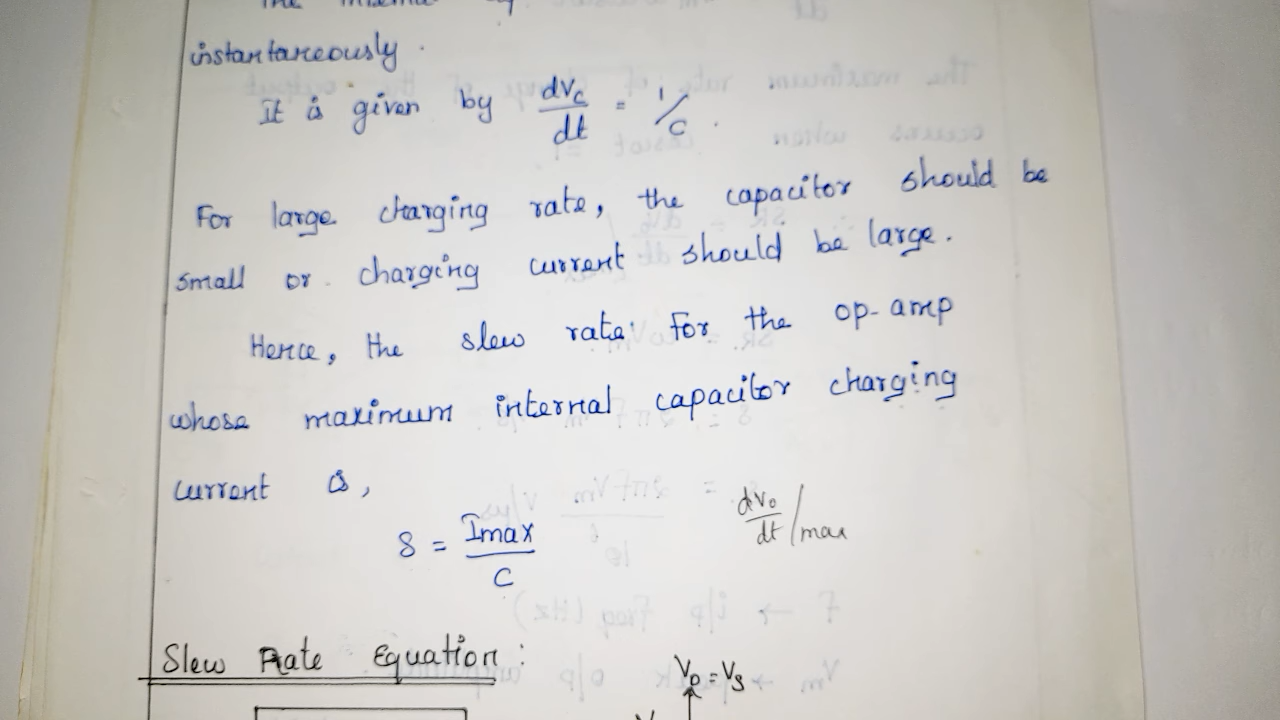 The
instantaneously.
It is given by dVc/dt = 1/C.
For large charging rate, the capacitor should be
small or charging current should be large.
Hence, the slew rate for the op-amp
whose maximum internal capacitor charging
current is,
S = Imax/C
dVo/dt / max
Slew Rate Equation:
Vo = Vs